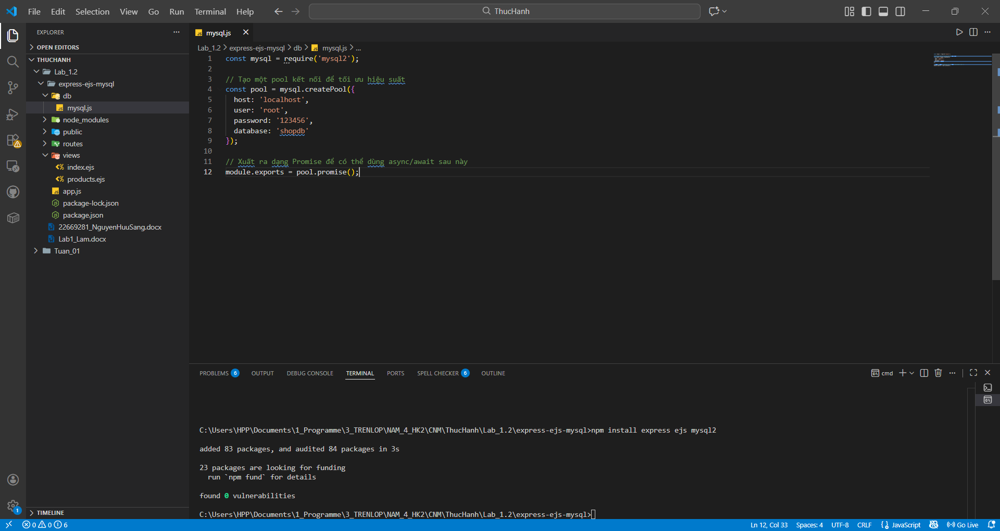 File Edit Selection View Go Run Terminal Help
ThucHanh
EXPLORER
OPEN EDITORS
THUCHANH
Lab_1.2
express-ejs-mysql
db
mysql.js
node_modules
public
routes
views
index.ejs
products.ejs
app.js
package-lock.json
package.json
22669281_NguyenHuuSang.docx
Lab1_Lam.docx
Tuan_01
TIMELINE
mysql.js
Lab_1.2 > express-ejs-mysql > db > mysql.js > ...
1 const mysql = require('mysql2');
2
3 // Tạo một pool kết nối để tối ưu hiệu suất
4 const pool = mysql.createPool({
5 host: 'localhost',
6 user: 'root',
7 password: '123456',
8 database: 'shopdb'
9 });
10
11 // Xuất ra dạng Promise để có thể dùng async/await sau này
12 module.exports = pool.promise();
PROBLEMS 6 OUTPUT DEBUG CONSOLE TERMINAL PORTS SPELL CHECKER 6 OUTLINE
cmd
C:\Users\HPP\Documents\1_Programme\3_TRENLOP\NAM_4_HK2\CNM\ThucHanh\Lab_1.2\express-ejs-mysql>npm install express ejs mysql2
added 83 packages, and audited 84 packages in 3s
23 packages are looking for funding
run `npm fund` for details
found 0 vulnerabilities
C:\Users\HPP\Documents\1_Programme\3_TRENLOP\NAM_4_HK2\CNM\ThucHanh\Lab_1.2\express-ejs-mysql>
1
0 0 6
Ln 12, Col 33 Spaces: 4 UTF-8 CRLF { } JavaScript Go Live